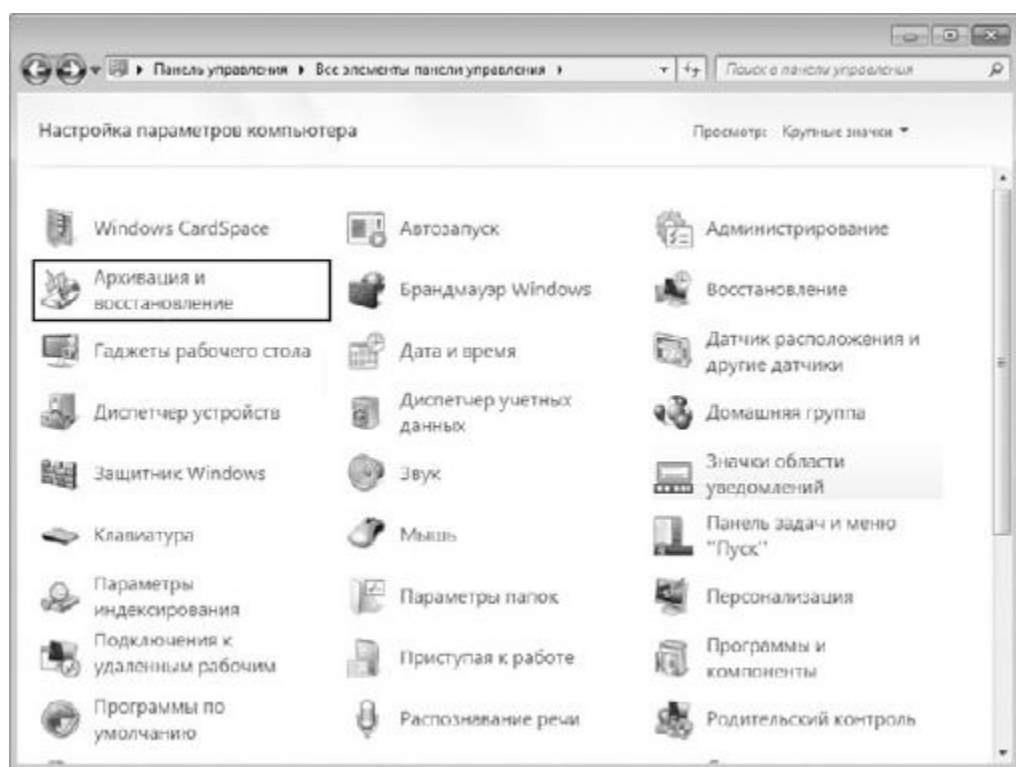 Панель управления ▸ Все элементы панели управления ▸
Поиск в панели управления
Настройка параметров компьютера
Просмотр: Крупные значки
Windows CardSpace
Автозапуск
Администрирование
Архивация и
восстановление
Брандмауэр Windows
Восстановление
Гаджеты рабочего стола
Дата и время
Датчик расположения и
другие датчики
Диспетчер устройств
Диспетчер учетных
данных
Домашняя группа
Защитник Windows
Звук
Значки области
уведомлений
Клавиатура
Мышь
Панель задач и меню
"Пуск"
Параметры
индексирования
Параметры папок
Персонализация
Подключения к
удаленным рабочим
Приступая к работе
Программы и
компоненты
Программы по
умолчанию
Распознавание речи
Родительский контроль